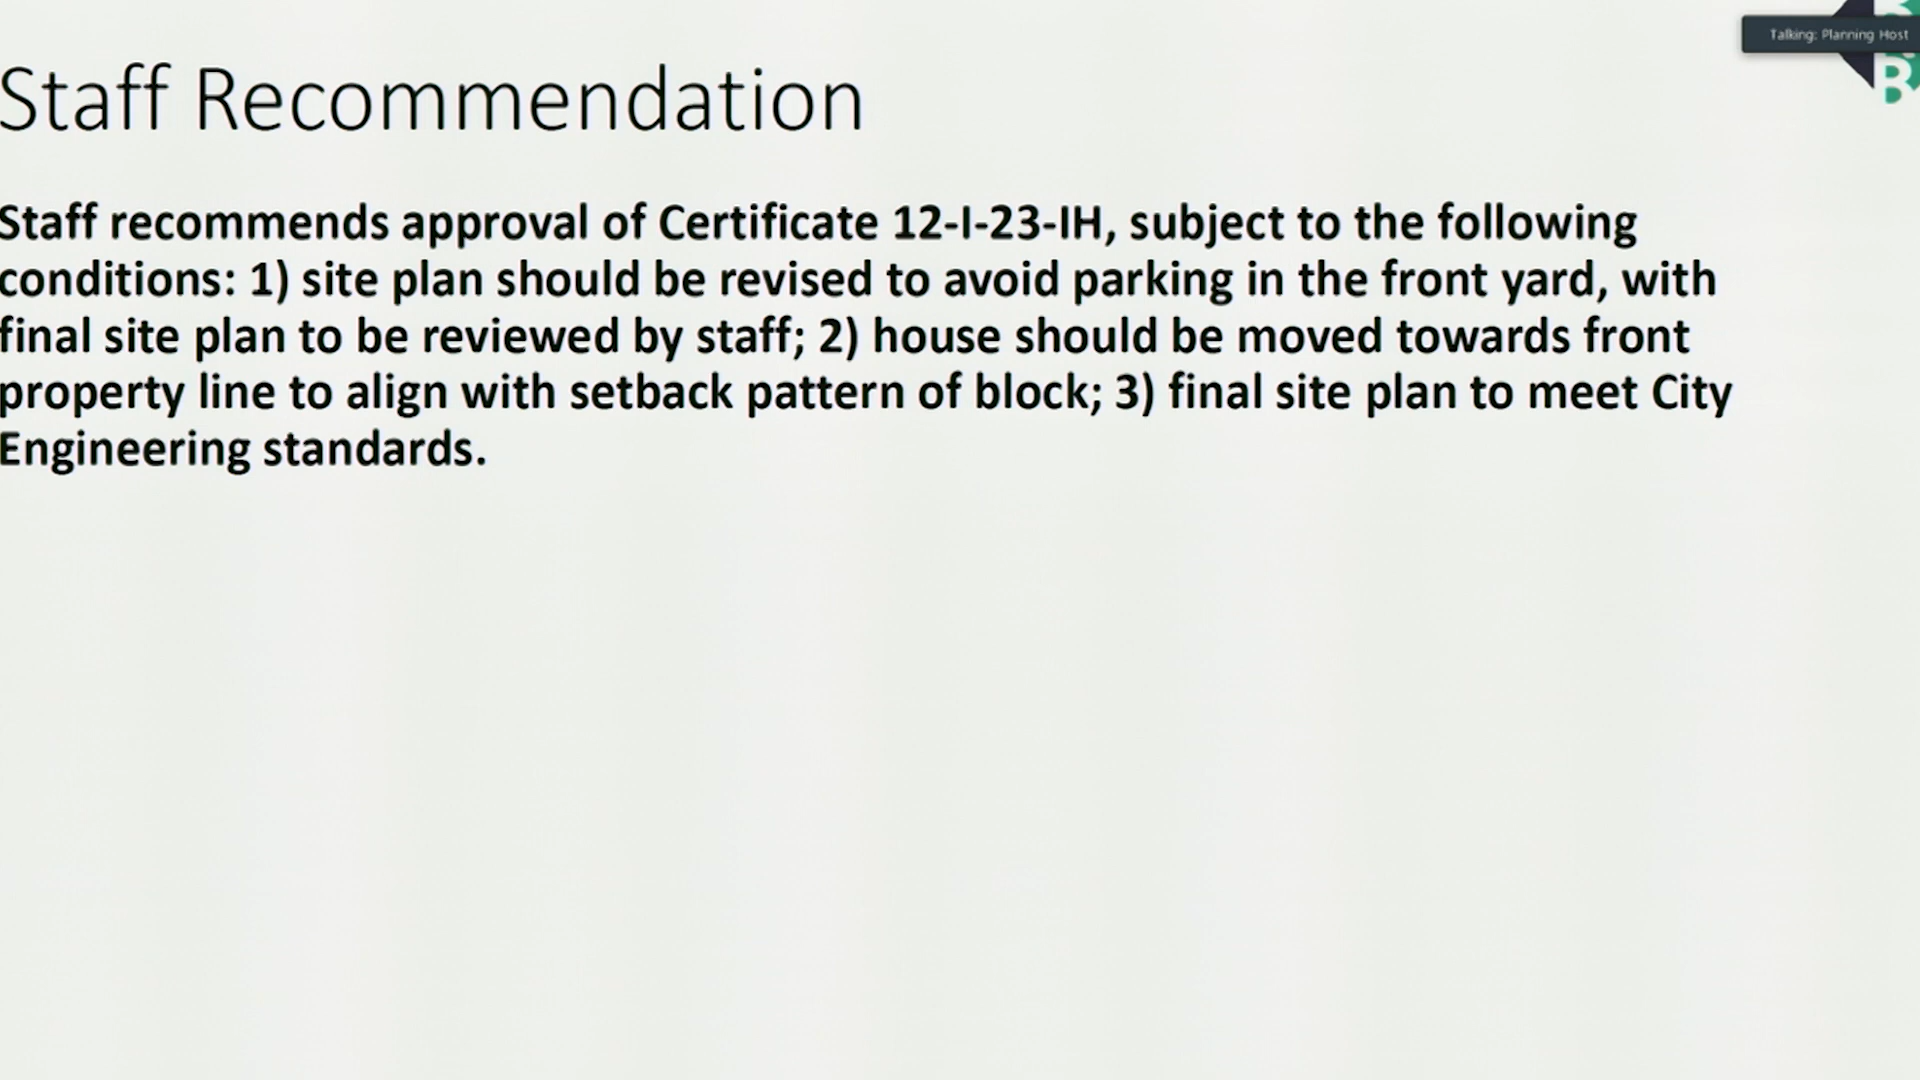 Talking: Planning Host
Staff Recommendation
Staff recommends approval of Certificate 12-I-23-IH, subject to the following
conditions: 1) site plan should be revised to avoid parking in the front yard, with
final site plan to be reviewed by staff; 2) house should be moved towards front
property line to align with setback pattern of block; 3) final site plan to meet City
Engineering standards.